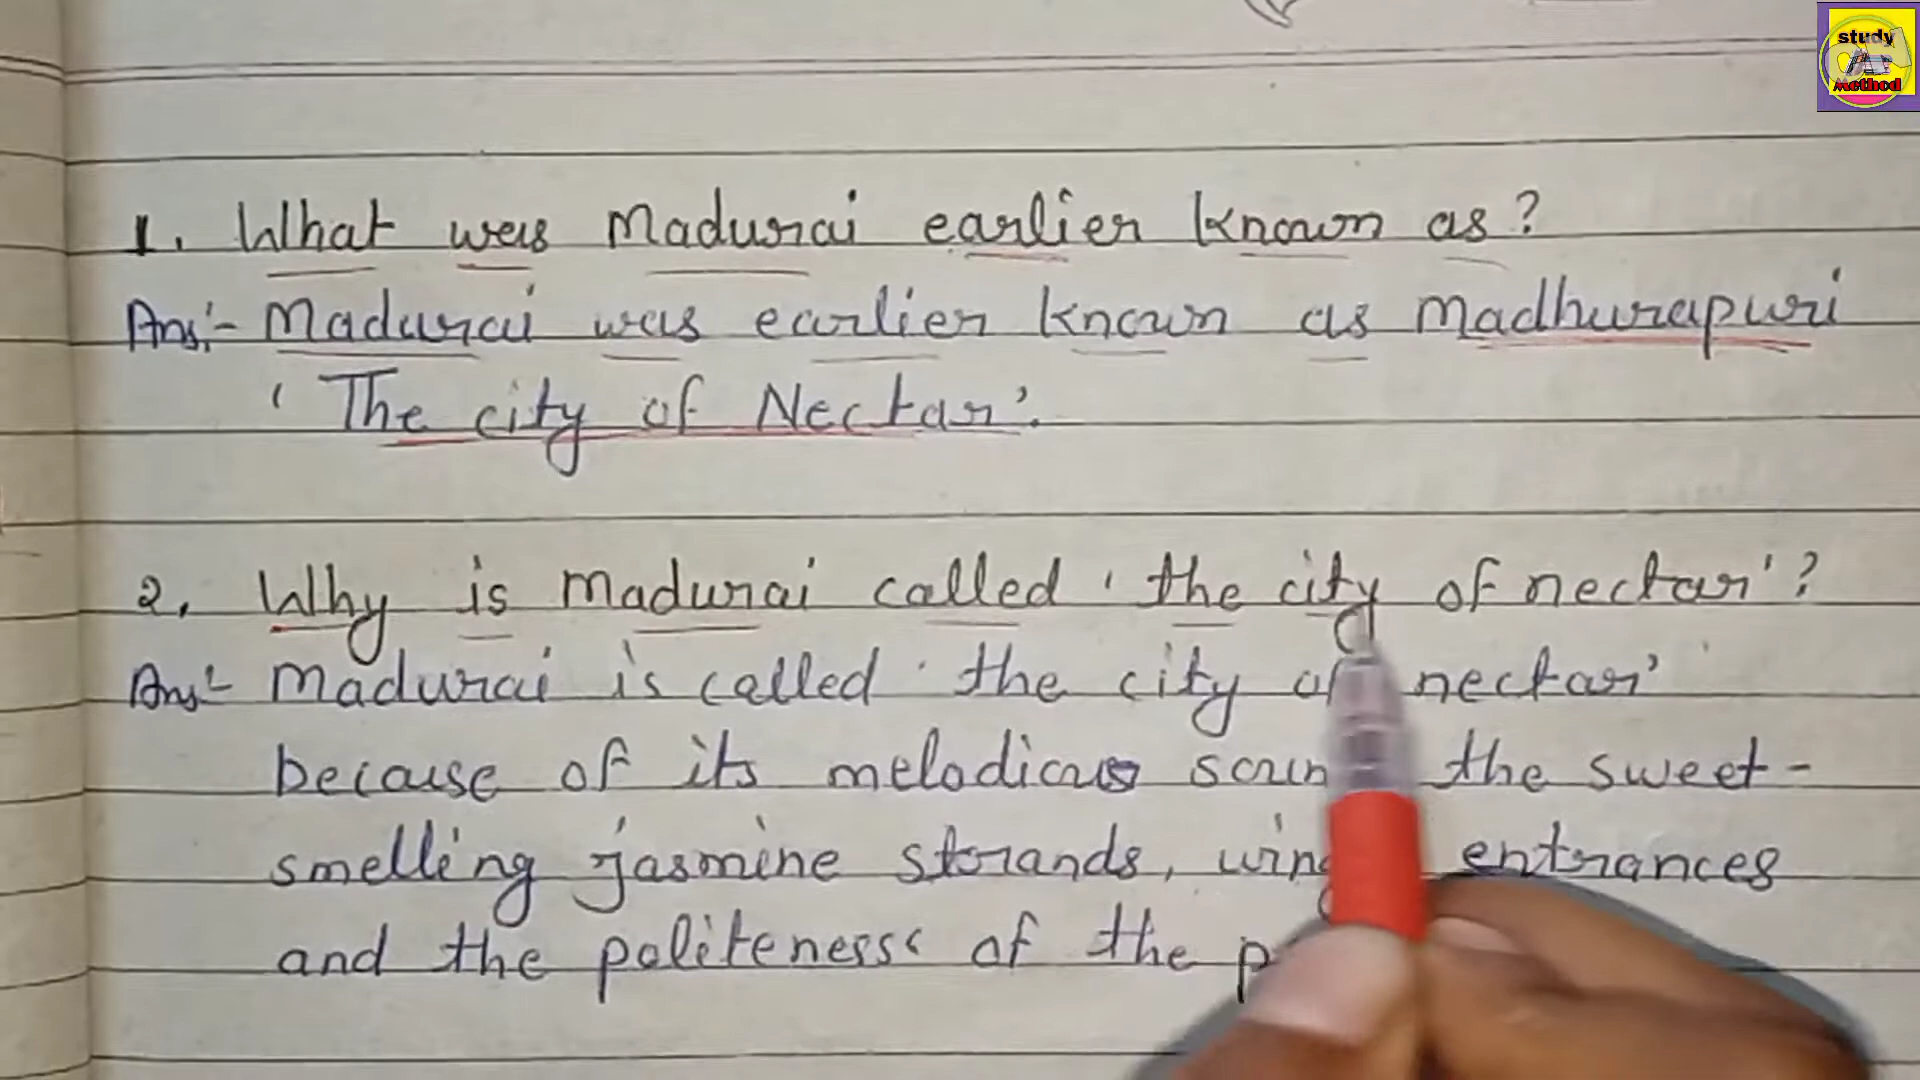 study
Art
Method
1. What was Madurai earlier known as?
Ans:- Madurai was earlier known as Madhurapuri
'The city of Nectar'.
2. Why is Madurai called 'the city of nectar'?
Ans:- Madurai is called 'the city of nectar'
because of its melodious the sweet-
smelling jasmine strands, entrances
and the politeness of the